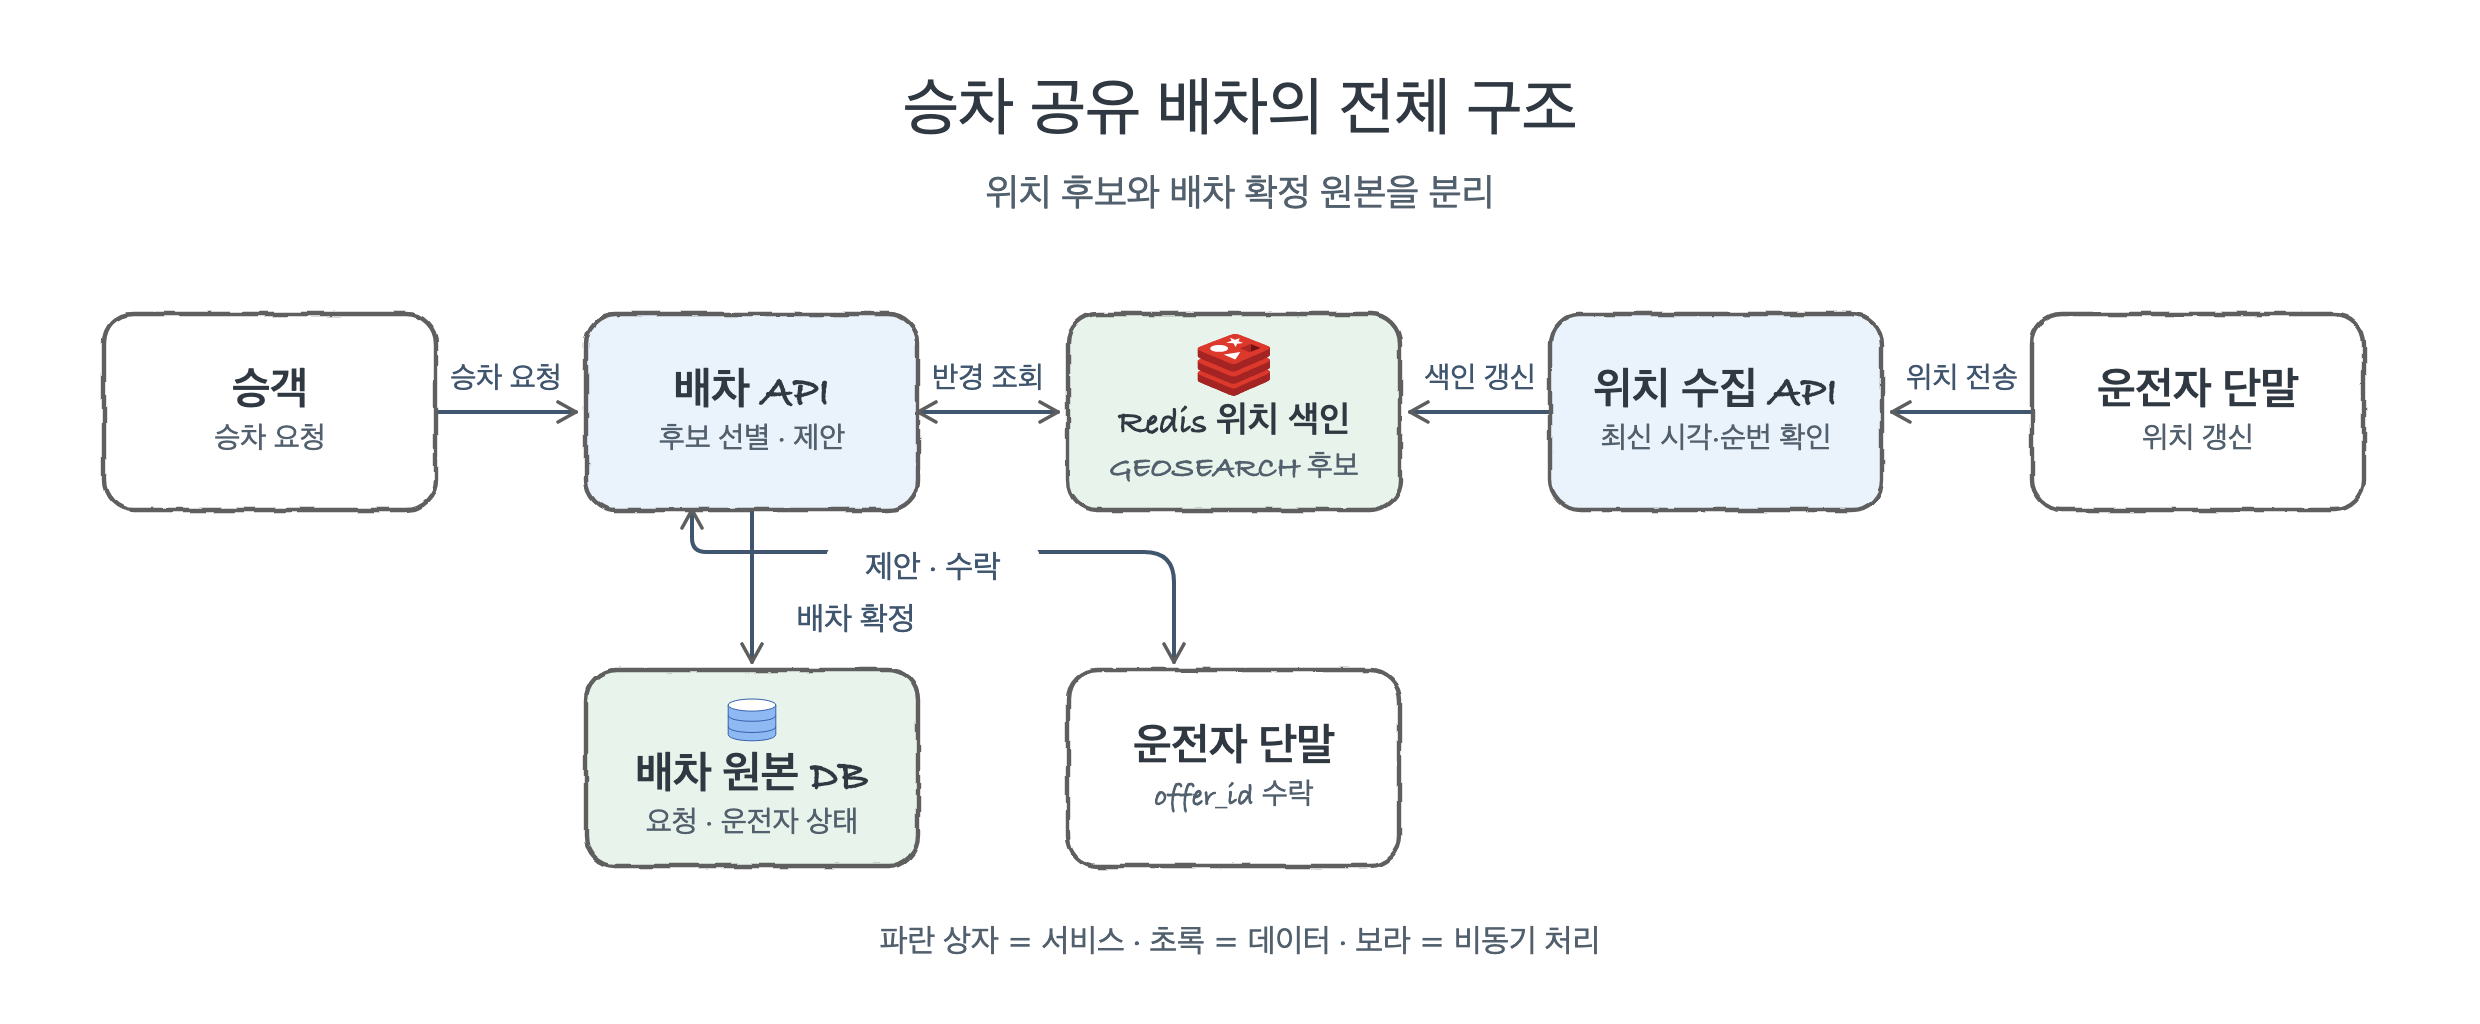 승차 공유 배차의 전체 구조
위치 후보와 배차 확정 원본을 분리
승객
승차 요청
승차 요청
배차 API
후보 선별 · 제안
반경 조회
Redis 위치 색인
GEOSEARCH 후보
색인 갱신
위치 수집 API
최신 시각·순번 확인
위치 전송
운전자 단말
위치 갱신
제안 · 수락
배차 확정
배차 원본 DB
요청 · 운전자 상태
운전자 단말
offer_id 수락
파란 상자 = 서비스 · 초록 = 데이터 · 보라 = 비동기 처리